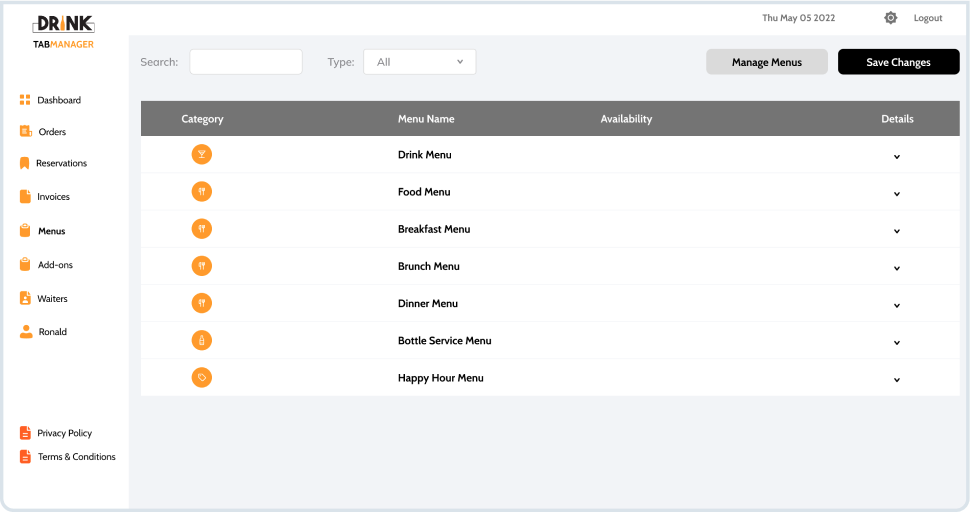 DRINK
TABMANAGER
Thu May 05 2022
Logout
Search:
Type:
All
Manage Menus
Save Changes
Dashboard
Orders
Reservations
Invoices
Menus
Add-ons
Waiters
Ronald
Privacy Policy
Terms & Conditions
Category Menu Name Availability Details
Drink Menu
Food Menu
Breakfast Menu
Brunch Menu
Dinner Menu
Bottle Service Menu
Happy Hour Menu